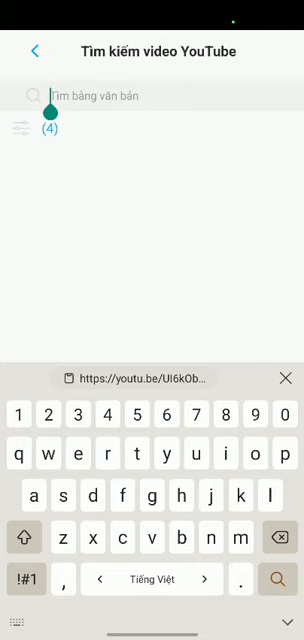 Tìm kiếm video YouTube
Tìm bằng văn bản
(4)
https://youtu.be/UI6kOb...
1 2 3 4 5 6 7 8 9 0
q w e r t y u i o p
a s d f g h j k l
z x c v b n m
!#1 , < Tiếng Việt > .